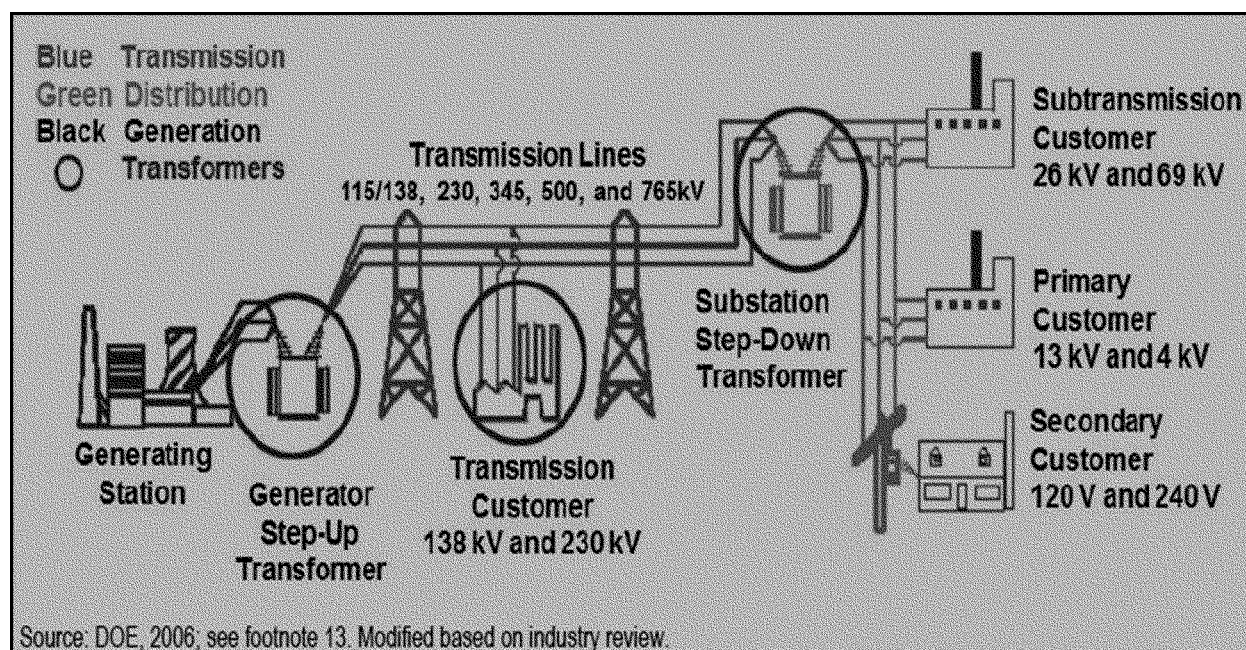 Blue Transmission
Green Distribution
Black Generation
Transformers
Transmission Lines
115/138, 230, 345, 500, and 765kV
Subtransmission
Customer
26 kV and 69 kV
Primary
Customer
13 kV and 4 kV
Substation
Step-Down
Transformer
Secondary
Customer
120 V and 240 V
Generating
Station
Generator
Step-Up
Transformer
Transmission
Customer
138 kV and 230 kV
Source: DOE, 2006; see footnote 13. Modified based on industry review.